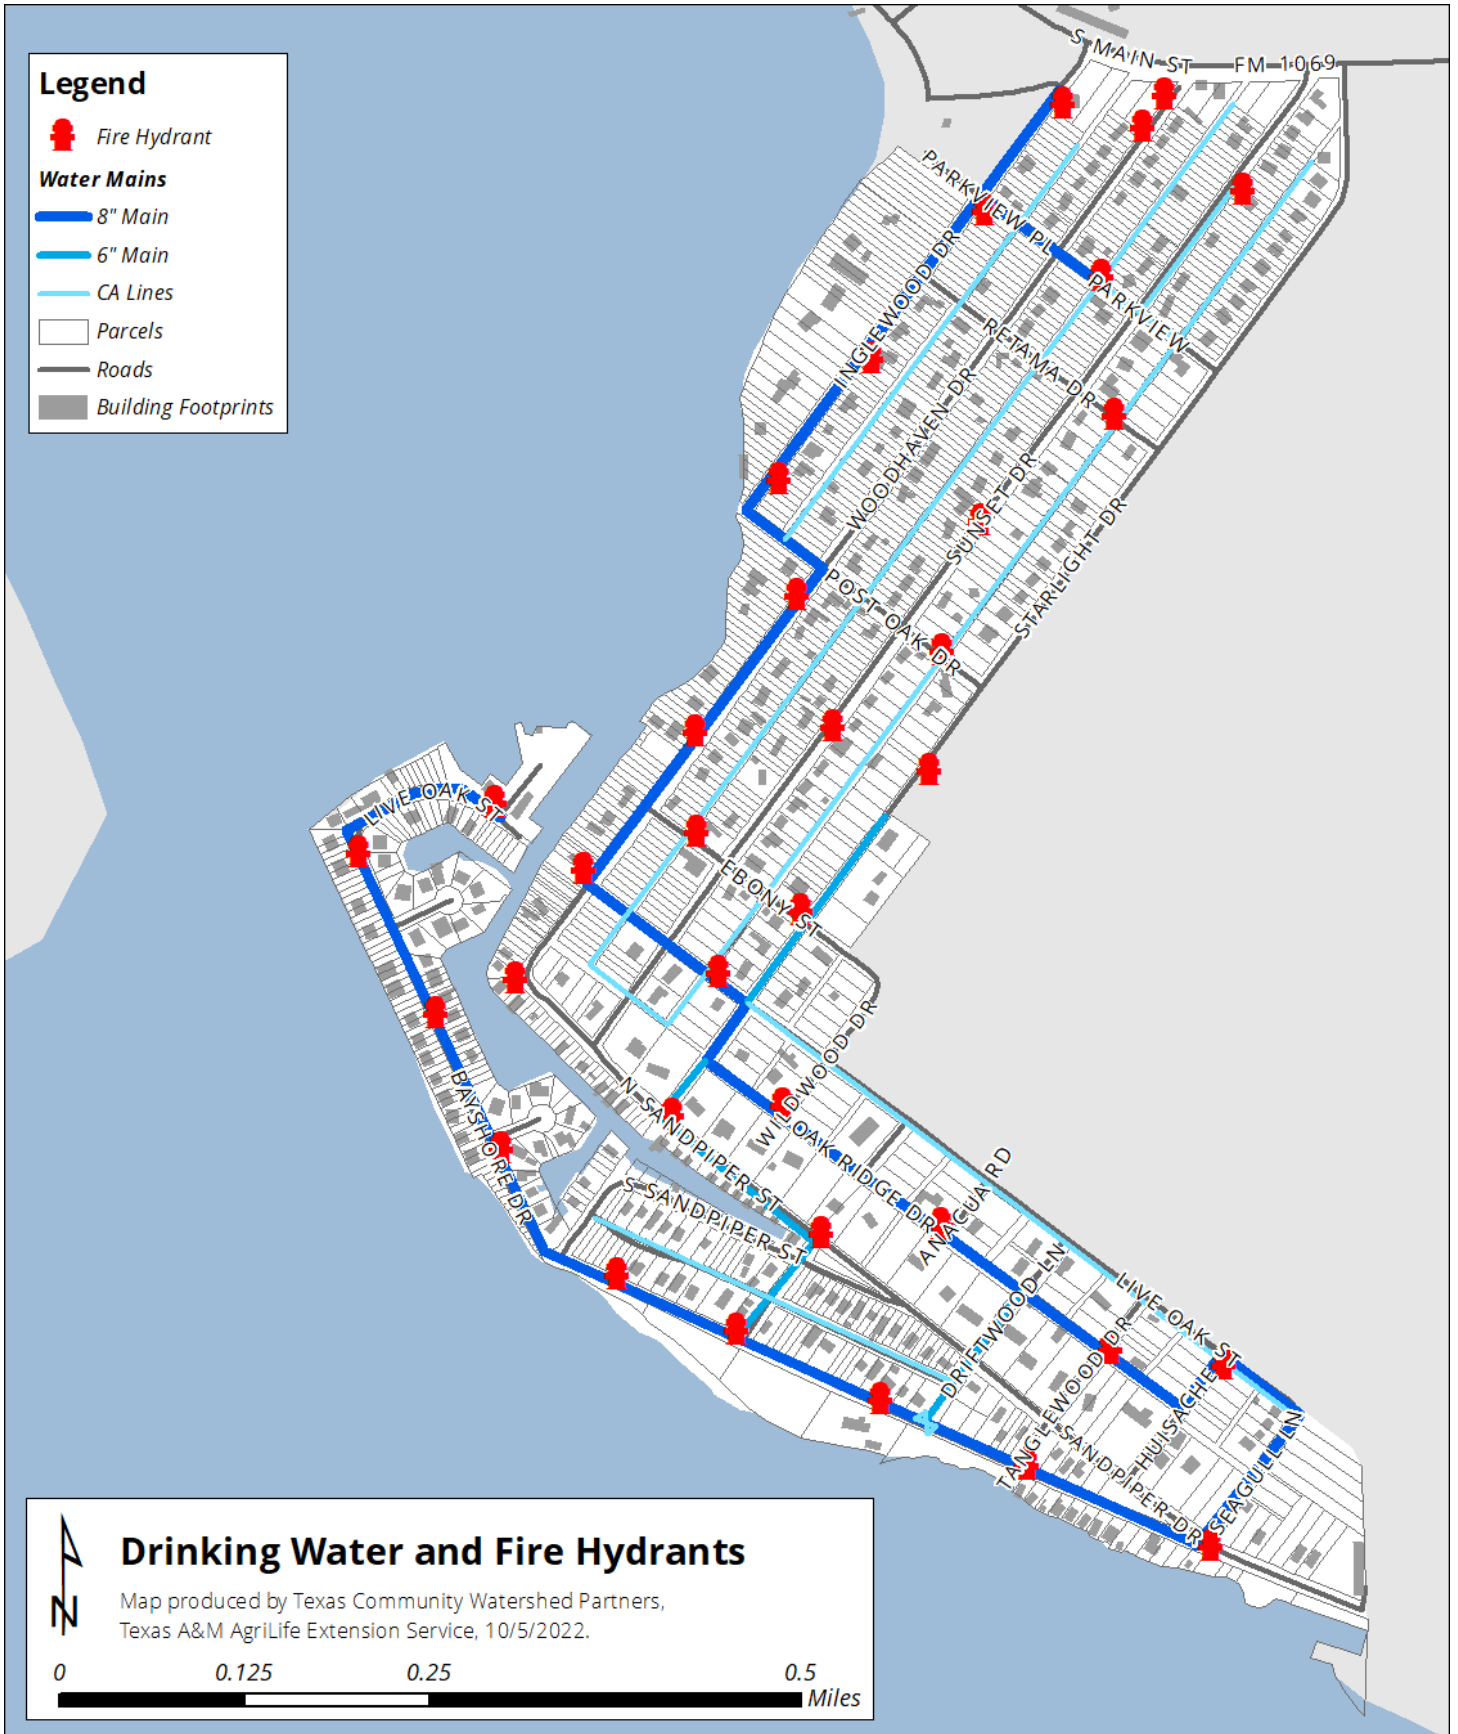 Legend
Fire Hydrant
Water Mains
8" Main
6" Main
CA Lines
Parcels
Roads
Building Footprints
S MAIN ST
FM 1069
PARKVIEW PL
INGLEWOOD DR
PARKVIEW
RETAMA DR
WOODHAVEN DR
SUNSET DR
STARLIGHT DR
POST OAK DR
LIVE OAK ST
EBONY ST
WILDWOOD DR
BAYSHORE DR
N SANDPIPER ST
OAK RIDGE DR
ANACUA RD
S SANDPIPER ST
DRIFTWOOD LN
LIVE OAK ST
TANGLEWOOD DR
HUISACHE
SANDPIPER DR
SEAGULL LN
N
Drinking Water and Fire Hydrants
Map produced by Texas Community Watershed Partners,
Texas A&M AgriLife Extension Service, 10/5/2022.
0 0.125 0.25 0.5
Miles